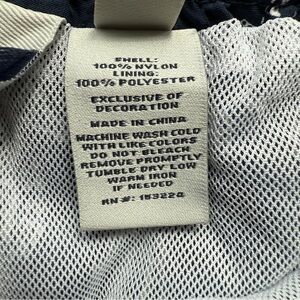 SHELL:
100% NYLON
LINING:
100% POLYESTER
EXCLUSIVE OF
DECORATION
MADE IN CHINA
MACHINE WASH COLD
WITH LIKE COLORS
DO NOT BLEACH
REMOVE PROMPTLY
TUMBLE DRY LOW
WARM IRON
IF NEEDED
RN#: 153224